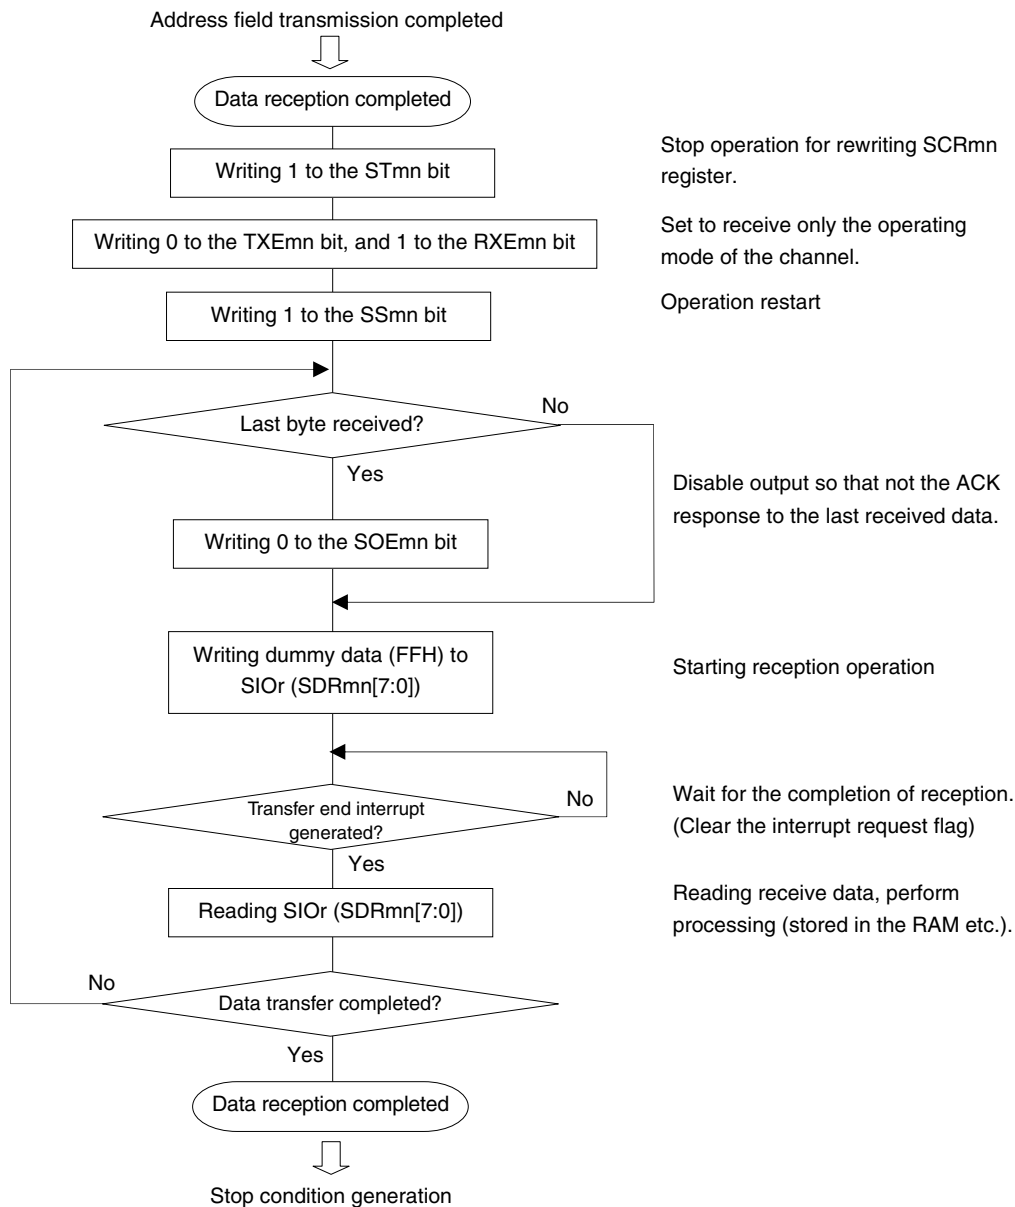 Address field transmission completed
Data reception completed
Writing 1 to the STmn bit
Stop operation for rewriting SCRmn
register.
Writing 0 to the TXEmn bit, and 1 to the RXEmn bit
Set to receive only the operating
mode of the channel.
Writing 1 to the SSmn bit
Operation restart
Last byte received?
No
Yes
Disable output so that not the ACK
response to the last received data.
Writing 0 to the SOEmn bit
Writing dummy data (FFH) to
SIOr (SDRmn[7:0])
Starting reception operation
Transfer end interrupt
generated?
No
Wait for the completion of reception.
(Clear the interrupt request flag)
Yes
Reading SIOr (SDRmn[7:0])
Reading receive data, perform
processing (stored in the RAM etc.).
No
Data transfer completed?
Yes
Data reception completed
Stop condition generation